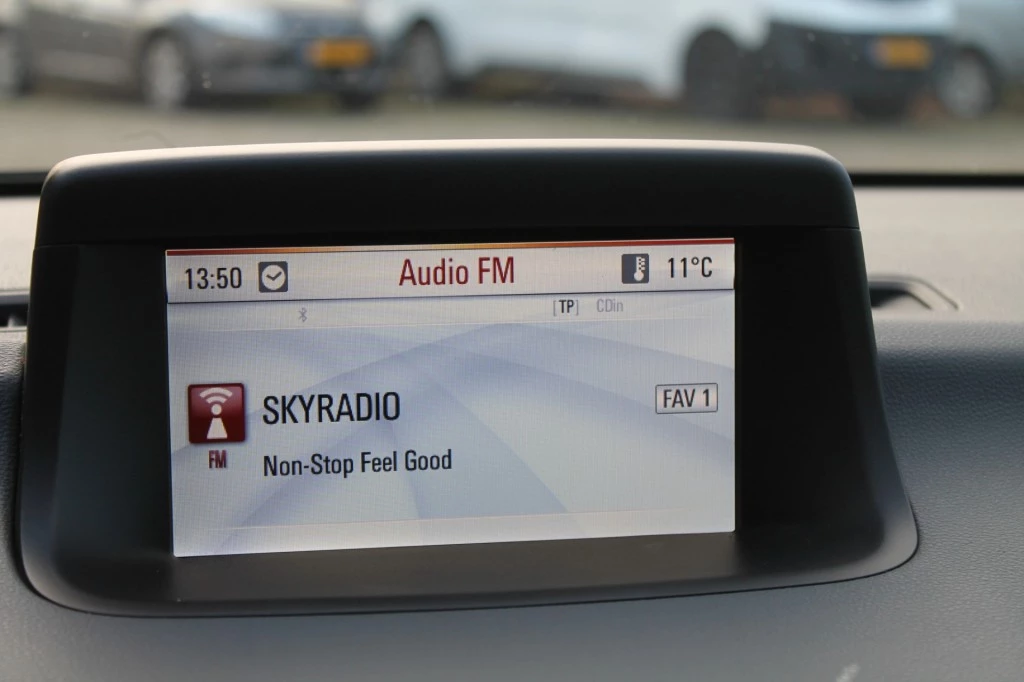 13:50 Audio FM 11°C
[TP] CDin
SKYRADIO FAV 1
FM Non-Stop Feel Good